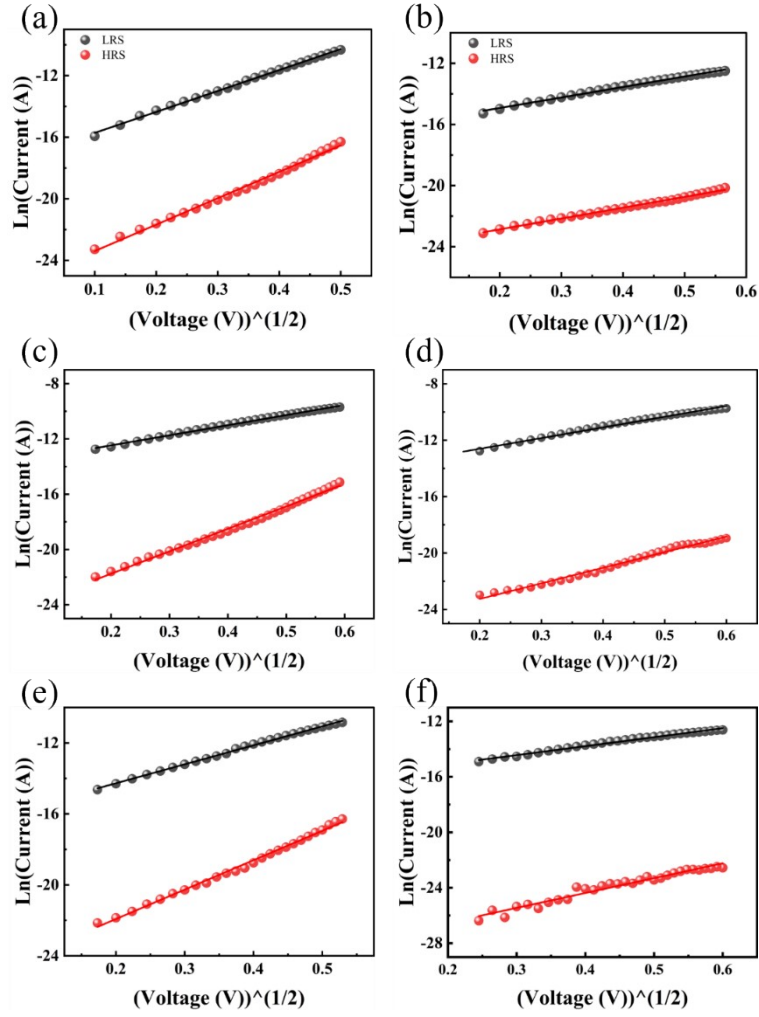 (a)
LRS
HRS
-12
-16
-20
-24
Ln(Current (A))
0.1
0.2
0.3
0.4
0.5
(Voltage (V))^(1/2)
(b)
LRS
HRS
-12
-16
-20
-24
Ln(Current (A))
0.2
0.3
0.4
0.5
0.6
(Voltage (V))^(1/2)
(c)
-8
-12
-16
-20
-24
Ln(Current (A))
0.2
0.3
0.4
0.5
0.6
(Voltage (V))^(1/2)
(d)
-8
-12
-16
-20
-24
Ln(Current (A))
0.2
0.3
0.4
0.5
0.6
(Voltage (V))^(1/2)
(e)
-12
-16
-20
-24
Ln(Current (A))
0.2
0.3
0.4
0.5
(Voltage (V))^(1/2)
(f)
-12
-16
-20
-24
-28
Ln(Current (A))
0.2
0.3
0.4
0.5
0.6
(Voltage (V))^(1/2)